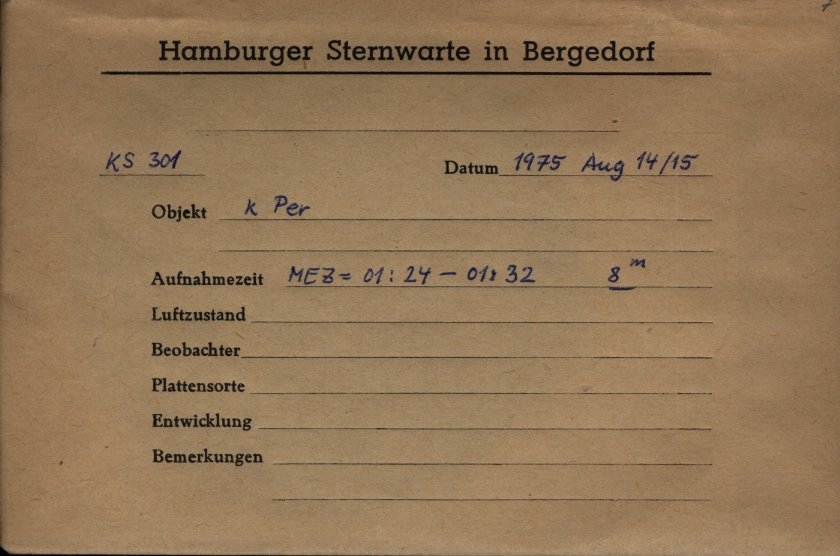 Hamburger Sternwarte in Bergedorf
KS 301 Datum 1975 Aug 14/15
Objekt k Per
Aufnahmezeit MEZ = 01:24 – 01:32 8ᵐ
Luftzustand
Beobachter
Plattensorte
Entwicklung
Bemerkungen